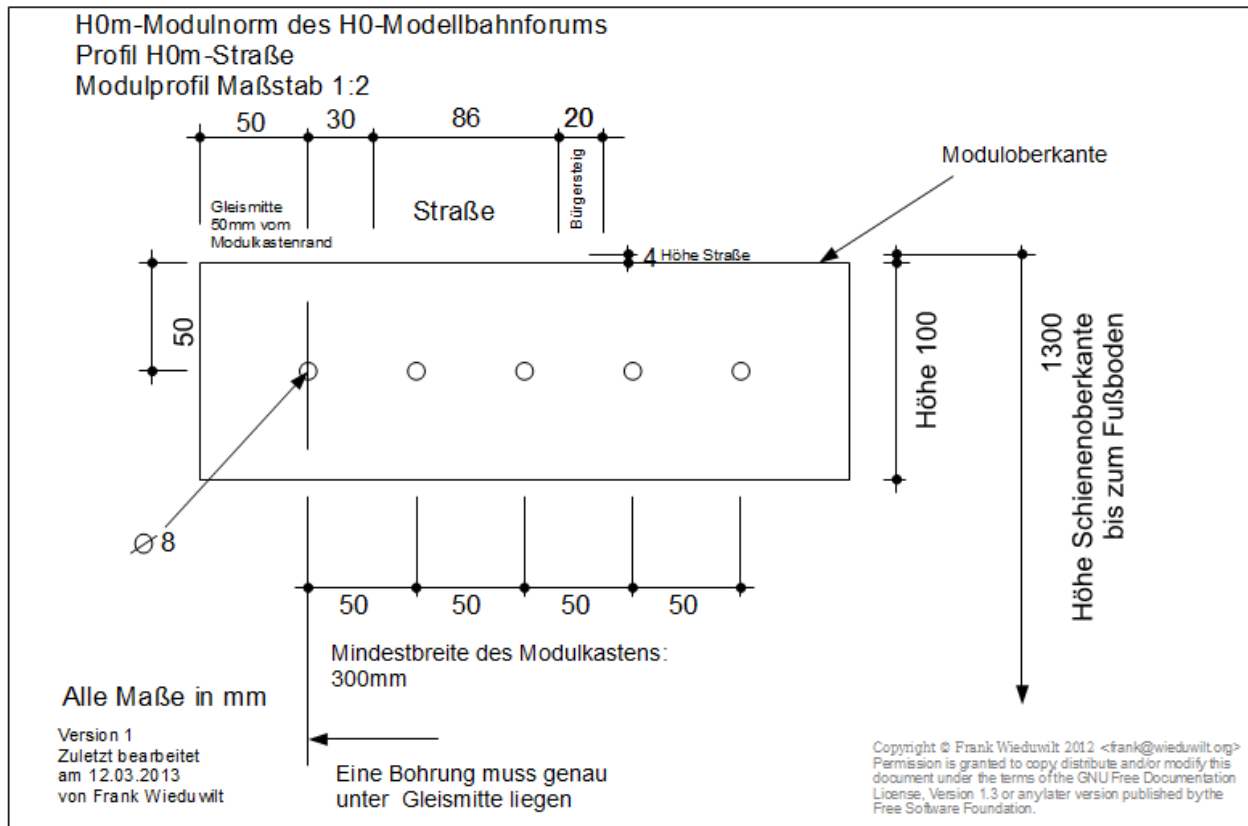 H0m-Modulnorm des H0-Modellbahnforums
Profil H0m-Straße
Modulprofil Maßstab 1:2
50
30
86
20
Gleismitte
50mm vom
Modulkastenrand
Straße
Bürgersteig
Moduloberkante
4 Höhe Straße
50
Höhe 100
1300
Höhe Schienenoberkante
bis zum Fußboden
⌀ 8
50
50
50
50
Mindestbreite des Modulkastens:
300mm
Alle Maße in mm
Version 1
Zuletzt bearbeitet
am 12.03.2013
von Frank Wieduwilt
Eine Bohrung muss genau
unter Gleismitte liegen
Copyright © Frank Wieduwilt 2012 <frank@wieduwilt.org>
Permission is granted to copy, distribute and/or modify this
document under the terms of the GNU Free Documentation
License, Version 1.3 or any later version published by the
Free Software Foundation.